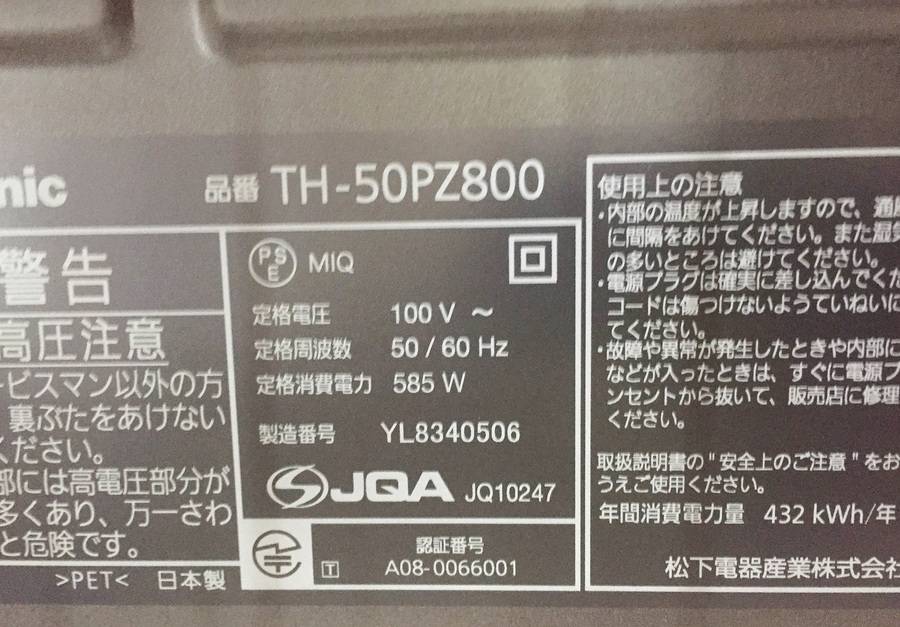 nic
品番 TH-50PZ800
警告
高圧注意
ービスマン以外の方
裏ぶたをあけない
ください。
部には高電圧部分が
多くあり、万一さわ
と危険です。
>PET< 日本製
PSE MIQ
定格電圧 100 V ~
定格周波数 50 / 60 Hz
定格消費電力 585 W
製造番号 YL8340506
JQA JQ10247
T
認証番号
A08-0066001
使用上の注意
・内部の温度が上昇しますので、通風
に間隔をあけてください。また湿気
の多いところは避けてください。
・電源プラグは確実に差し込んでくだ
コードは傷つけないようていねいに
てください。
・故障や異常が発生したときや内部に
などが入ったときは、すぐに電源プ
ンセントから抜いて、販売店に修理
ください。
取扱説明書の"安全上のご注意"をお
うえご使用ください。
年間消費電力量 432 kWh/年
松下電器産業株式会社